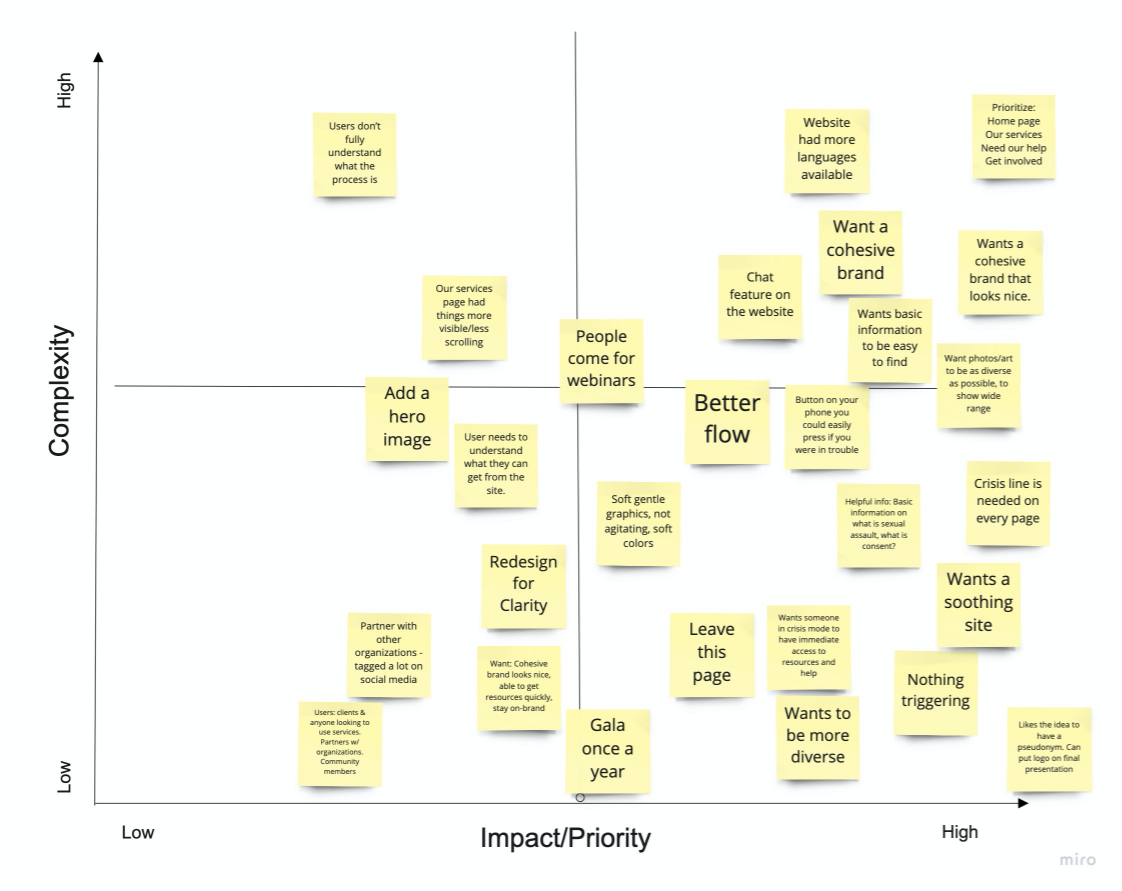 High
Users don't
fully
understand
what the
process is
Website
had more
languages
available
Prioritize:
Home page
Our services
Need our help
Get involved
Want a
cohesive
brand
Wants a
cohesive
brand that
looks nice.
Chat
feature on
the website
Our services
page had
things more
visible/less
scrolling
Wants basic
information
to be easy
to find
People
come for
webinars
Want photos/art
to be as diverse
as possible, to
show wide
range
Complexity
Add a
hero
image
Better
flow
Button on your
phone you
could easily
press if you
were in trouble
User needs to
understand
what they can
get from the
site.
Crisis line is
needed on
every page
Soft gentle
graphics, not
agitating, soft
colors
Helpful info: Basic
information on
what is sexual
assault, what is
consent?
Redesign
for
Clarity
Wants a
soothing
site
Partner with
other
organizations -
tagged a lot on
social media
Leave
this
page
Wants someone
in crisis mode to
have immediate
access to
resources and
help
Want: Cohesive
brand looks nice,
able to get
resources quickly,
stay on-brand
Nothing
triggering
Users: clients &
anyone looking to
use services.
Partners w/
organizations.
Community
members
Gala
once a
year
Wants to
be more
diverse
Likes the idea to
have a
pseudonym. Can
put logo on final
presentation
Low
Low
Impact/Priority
High
miro